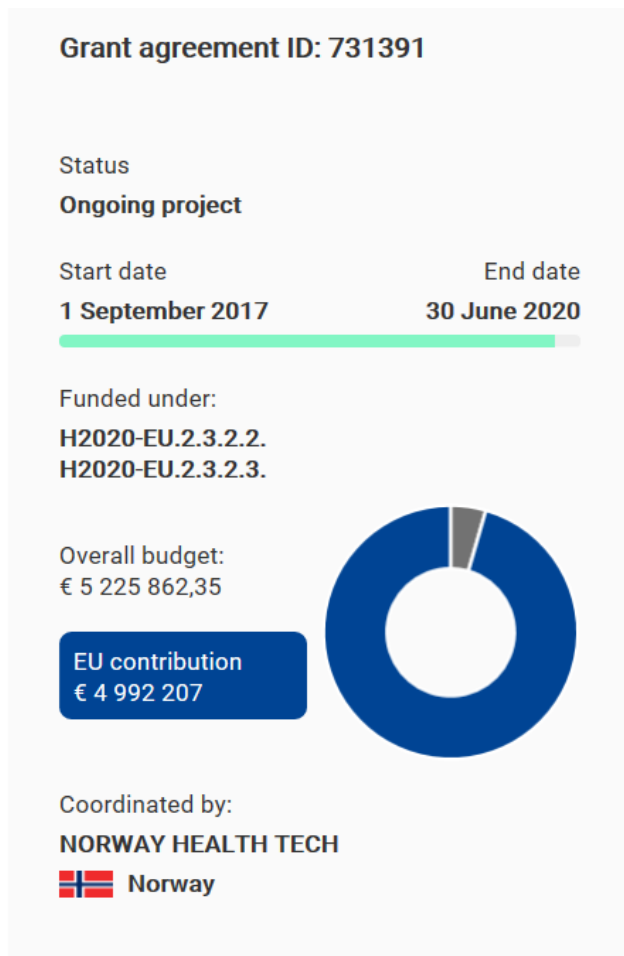 Grant agreement ID: 731391
Status
Ongoing project
Start date
End date
1 September 2017
30 June 2020
Funded under:
H2020-EU.2.3.2.2.
H2020-EU.2.3.2.3.
Overall budget:
€ 5 225 862,35
EU contribution
€ 4 992 207
Coordinated by:
NORWAY HEALTH TECH
Norway